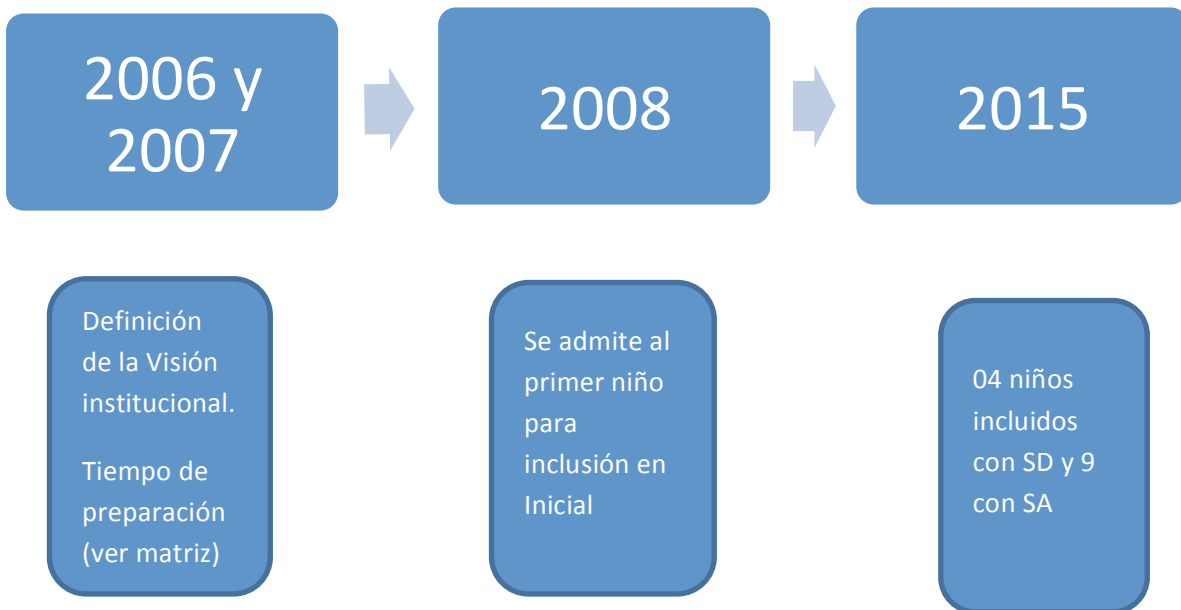 2006 y
2007
2008
2015
Definición
de la Visión
institucional.
Tiempo de
preparación
(ver matriz)
Se admite al
primer niño
para
inclusión en
Inicial
04 niños
incluidos
con SD y 9
con SA